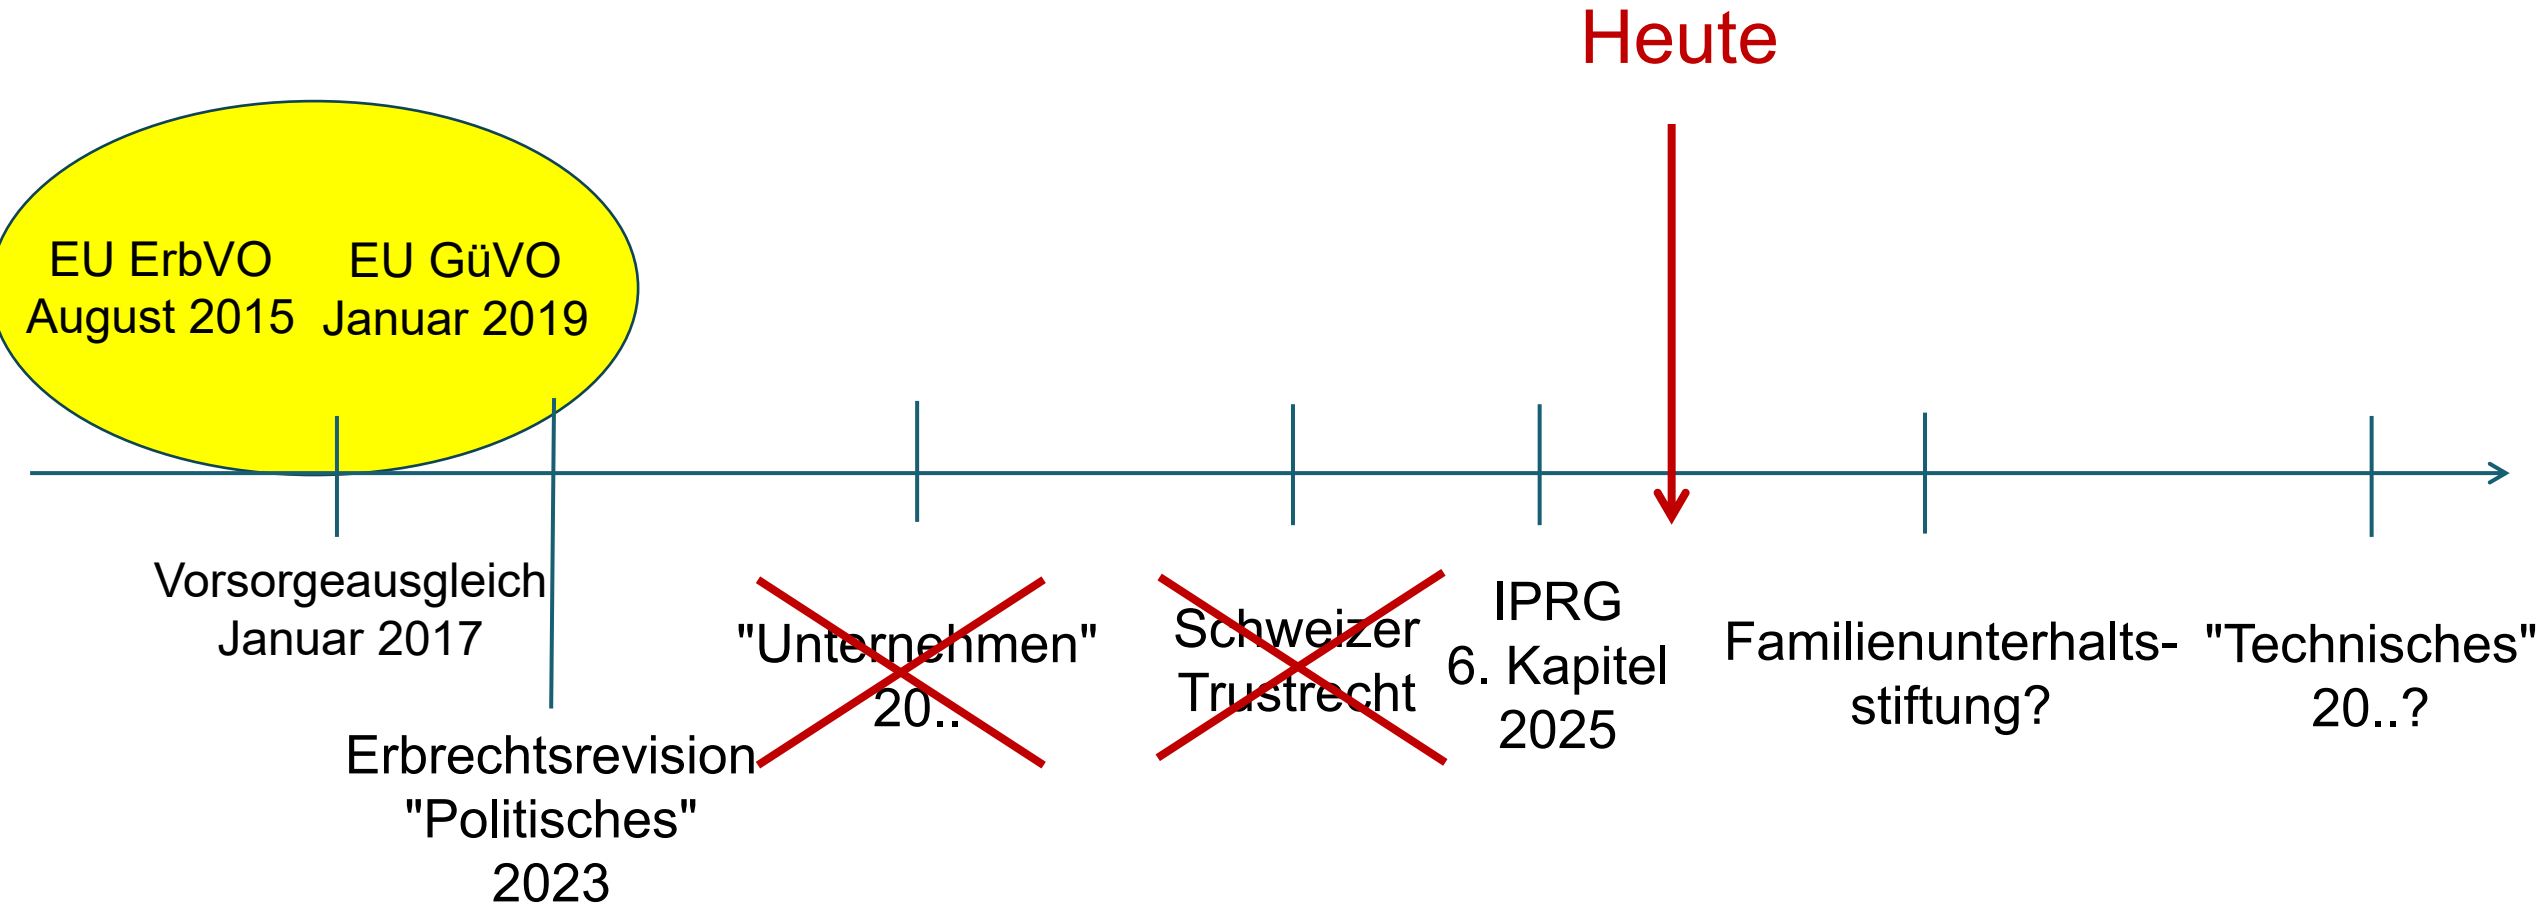 Heute
EU ErbVO
August 2015
EU GüVO
Januar 2019
Vorsorgeausgleich
Januar 2017
Erbrechtsrevision
"Politisches"
2023
"Unternehmen"
20..
Schweizer
Trustrecht
IPRG
6. Kapitel
2025
Familienunterhalts-
stiftung?
"Technisches"
20..?